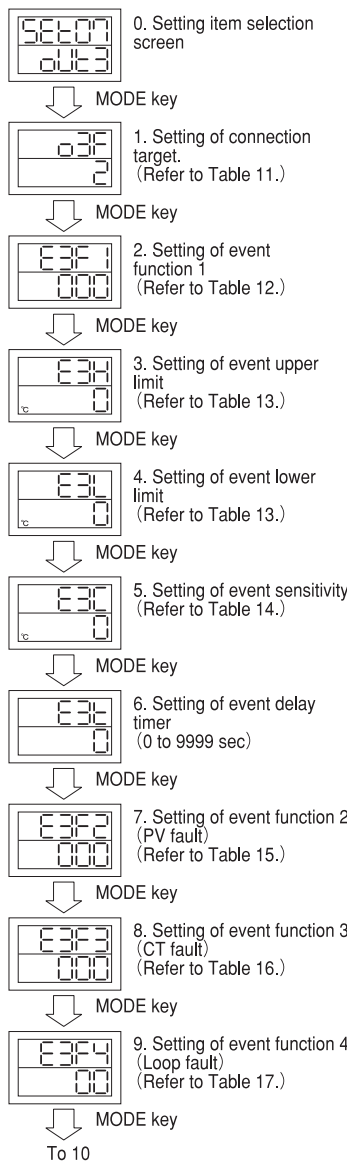 SEt07
oUt3
0. Setting item selection
screen
MODE key
o3F
2
1. Setting of connection
target.
(Refer to Table 11.)
MODE key
E3F1
000
2. Setting of event
function 1
(Refer to Table 12.)
MODE key
E3H
℃ 0
3. Setting of event upper
limit
(Refer to Table 13.)
MODE key
E3L
℃ 0
4. Setting of event lower
limit
(Refer to Table 13.)
MODE key
E3C
℃ 0
5. Setting of event sensitivity
(Refer to Table 14.)
MODE key
E3t
0
6. Setting of event delay
timer
(0 to 9999 sec)
MODE key
E3F2
000
7. Setting of event function 2
(PV fault)
(Refer to Table 15.)
MODE key
E3F3
000
8. Setting of event function 3
(CT fault)
(Refer to Table 16.)
MODE key
E3F4
00
9. Setting of event function 4
(Loop fault)
(Refer to Table 17.)
MODE key
To 10